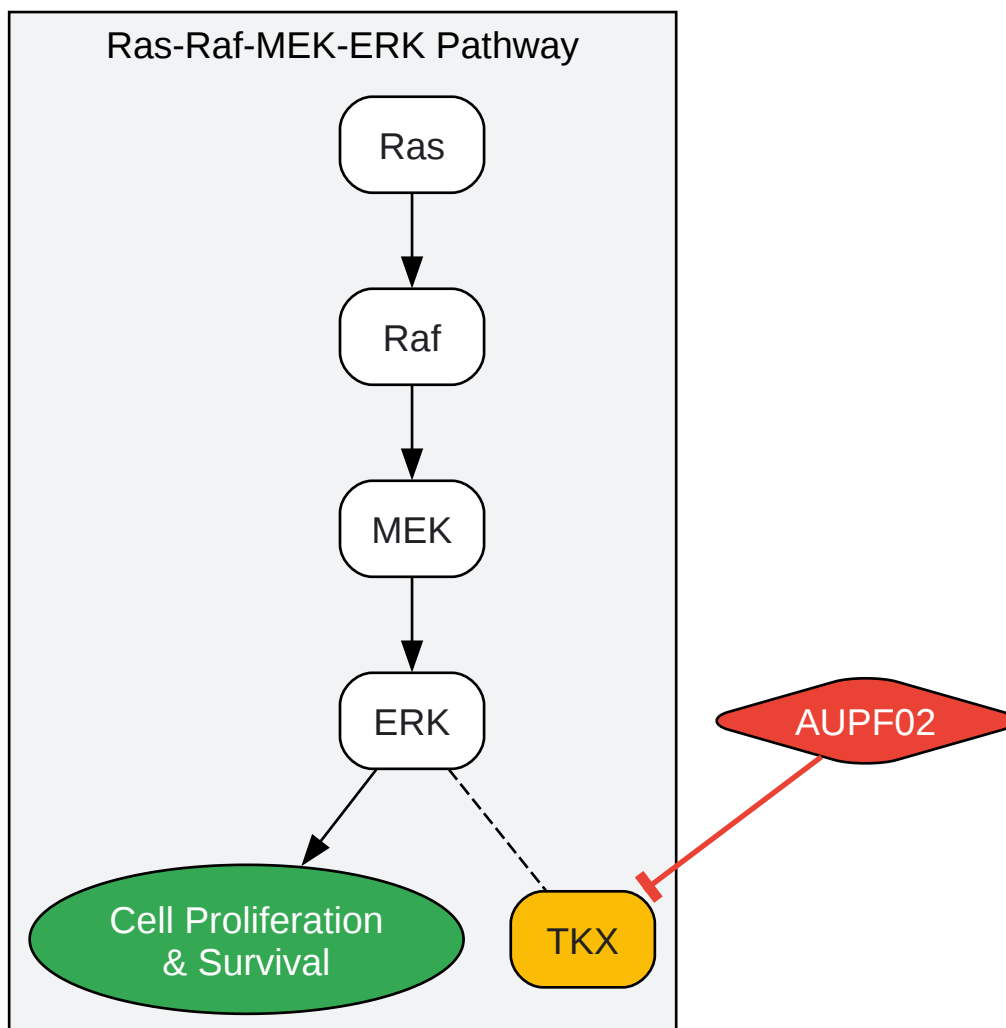 Ras-Raf-MEK-ERK Pathway
Ras
Raf
MEK
ERK
AUPF02
Cell Proliferation
& Survival
TKX